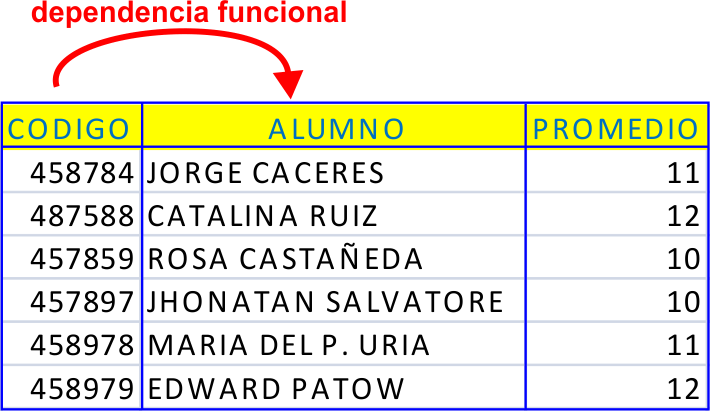 dependencia funcional
CODIGO ALUMNO PROMEDIO
458784 JORGE CACERES 11
487588 CATALINA RUIZ 12
457859 ROSA CASTAÑEDA 10
457897 JHONATAN SALVATORE 10
458978 MARIA DEL P. URIA 11
458979 EDWARD PATOW 12